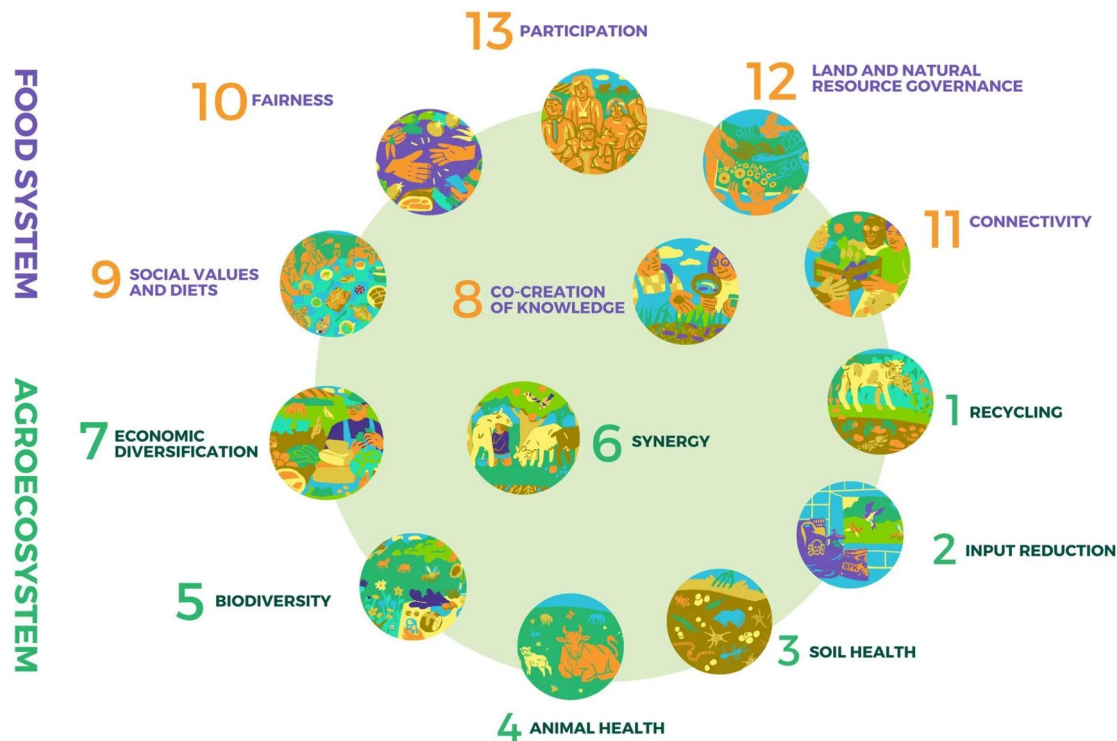 FOOD SYSTEM
AGROECOSYSTEM
13 PARTICIPATION
12 LAND AND NATURAL
RESOURCE GOVERNANCE
10 FAIRNESS
11 CONNECTIVITY
9 SOCIAL VALUES
AND DIETS
8 CO-CREATION
OF KNOWLEDGE
1 RECYCLING
7 ECONOMIC
DIVERSIFICATION
6 SYNERGY
2 INPUT REDUCTION
NPK
5 BIODIVERSITY
3 SOIL HEALTH
4 ANIMAL HEALTH